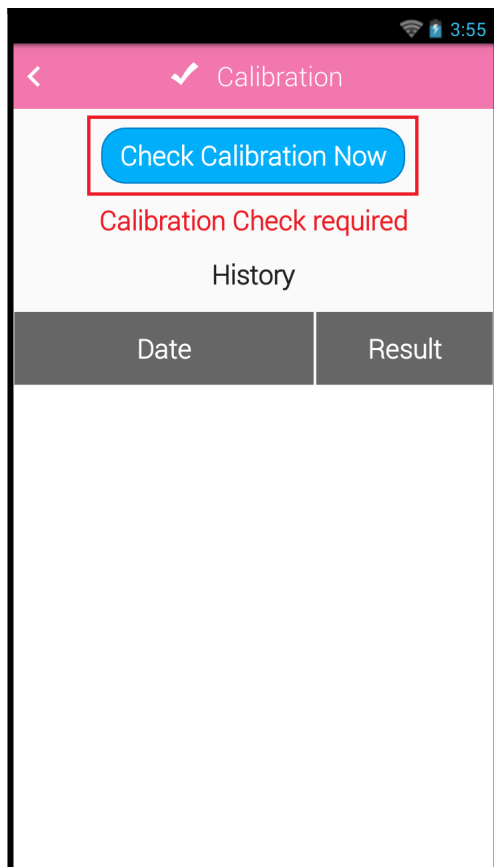 3:55
Calibration
Check Calibration Now
Calibration Check required
History
Date Result